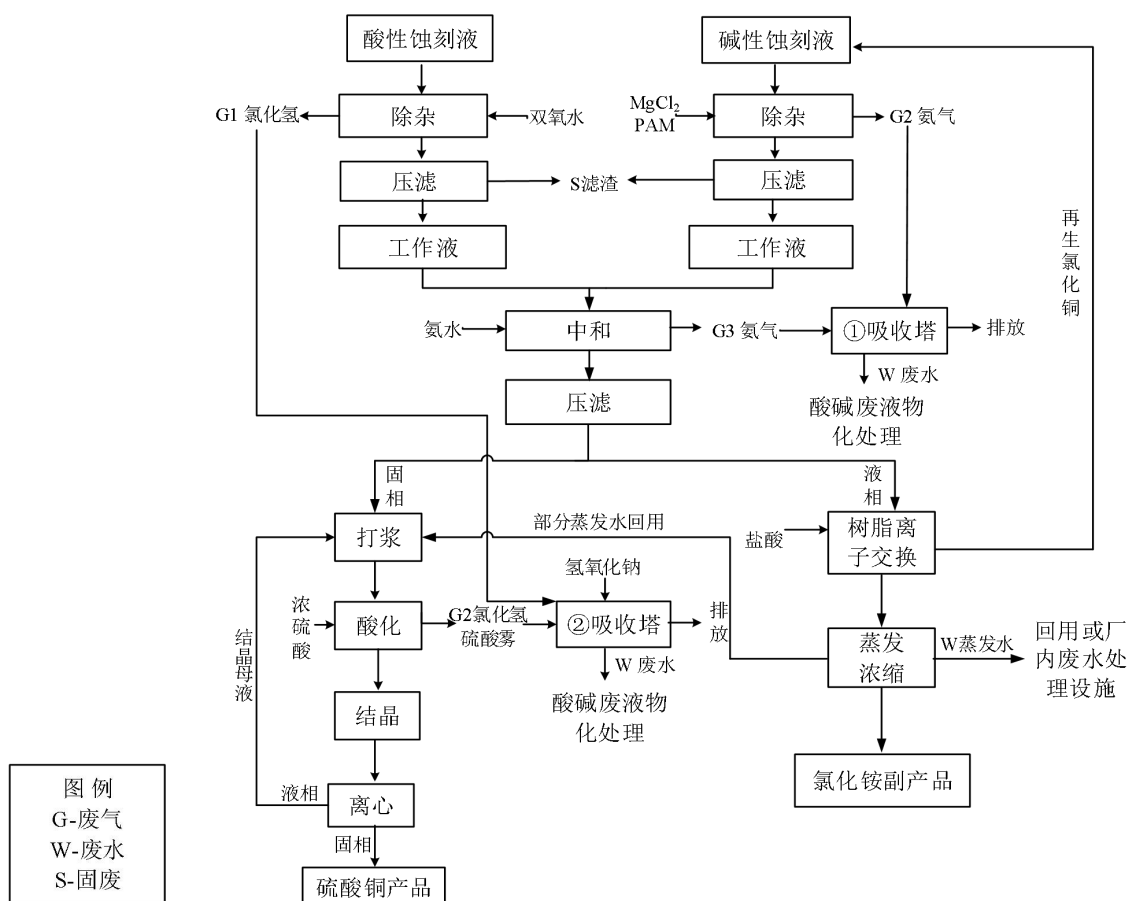 酸性蚀刻液
碱性蚀刻液
G1 氯化氢
除杂
双氧水
MgCl₂
PAM
除杂
G2 氨气
压滤
S滤渣
压滤
再生氯化铜
工作液
工作液
氨水
中和
G3 氨气
①吸收塔
排放
W 废水
压滤
酸碱废液物
化处理
固相
液相
打浆
部分蒸发水回用
盐酸
树脂离
子交换
氢氧化钠
浓硫酸
酸化
G2氯化氢
硫酸雾
②吸收塔
排放
结晶母液
蒸发
浓缩
W蒸发水
回用或厂
内废水处
理设施
W 废水
结晶
酸碱废液物
化处理
氯化铵副产品
图 例
G-废气
W-废水
S-固废
液相
离心
固相
硫酸铜产品